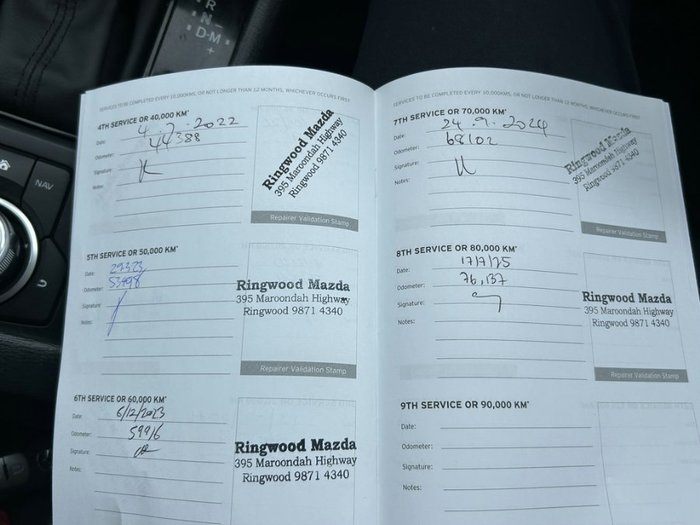 R
N
D-M
+
NAV
SERVICES TO BE COMPLETED EVERY 10,000KMS, OR NOT LONGER THAN 12 MONTHS, WHICHEVER OCCURS FIRST
4TH SERVICE OR 40,000 KM*
Date: 2022
Odometer: 44388
Signature:
Notes:
Ringwood Mazda
395 Maroondah Highway
Ringwood 9871 4340
Repairer Validation Stamp
5TH SERVICE OR 50,000 KM*
Date:
Odometer: 53498
Signature:
Notes:
Ringwood Mazda
395 Maroondah Highway
Ringwood 9871 4340
Repairer Validation Stamp
6TH SERVICE OR 60,000 KM*
Date: 6/12/2023
Odometer: 59916
Signature:
Notes:
Ringwood Mazda
395 Maroondah Highway
Ringwood 9871 4340
SERVICES TO BE COMPLETED EVERY 10,000KMS, OR NOT LONGER THAN 12 MONTHS, WHICHEVER OCCURS FIRST
7TH SERVICE OR 70,000 KM*
Date: 24.9.2024
Odometer: 68102
Signature:
Notes:
Ringwood Mazda
395 Maroondah Highway
Ringwood 9871 4340
Repairer Validation Stamp
8TH SERVICE OR 80,000 KM*
Date: 17/7/25
Odometer: 76,137
Signature:
Notes:
Ringwood Mazda
395 Maroondah Highway
Ringwood 9871 4340
Repairer Validation Stamp
9TH SERVICE OR 90,000 KM*
Date:
Odometer:
Signature:
Notes: